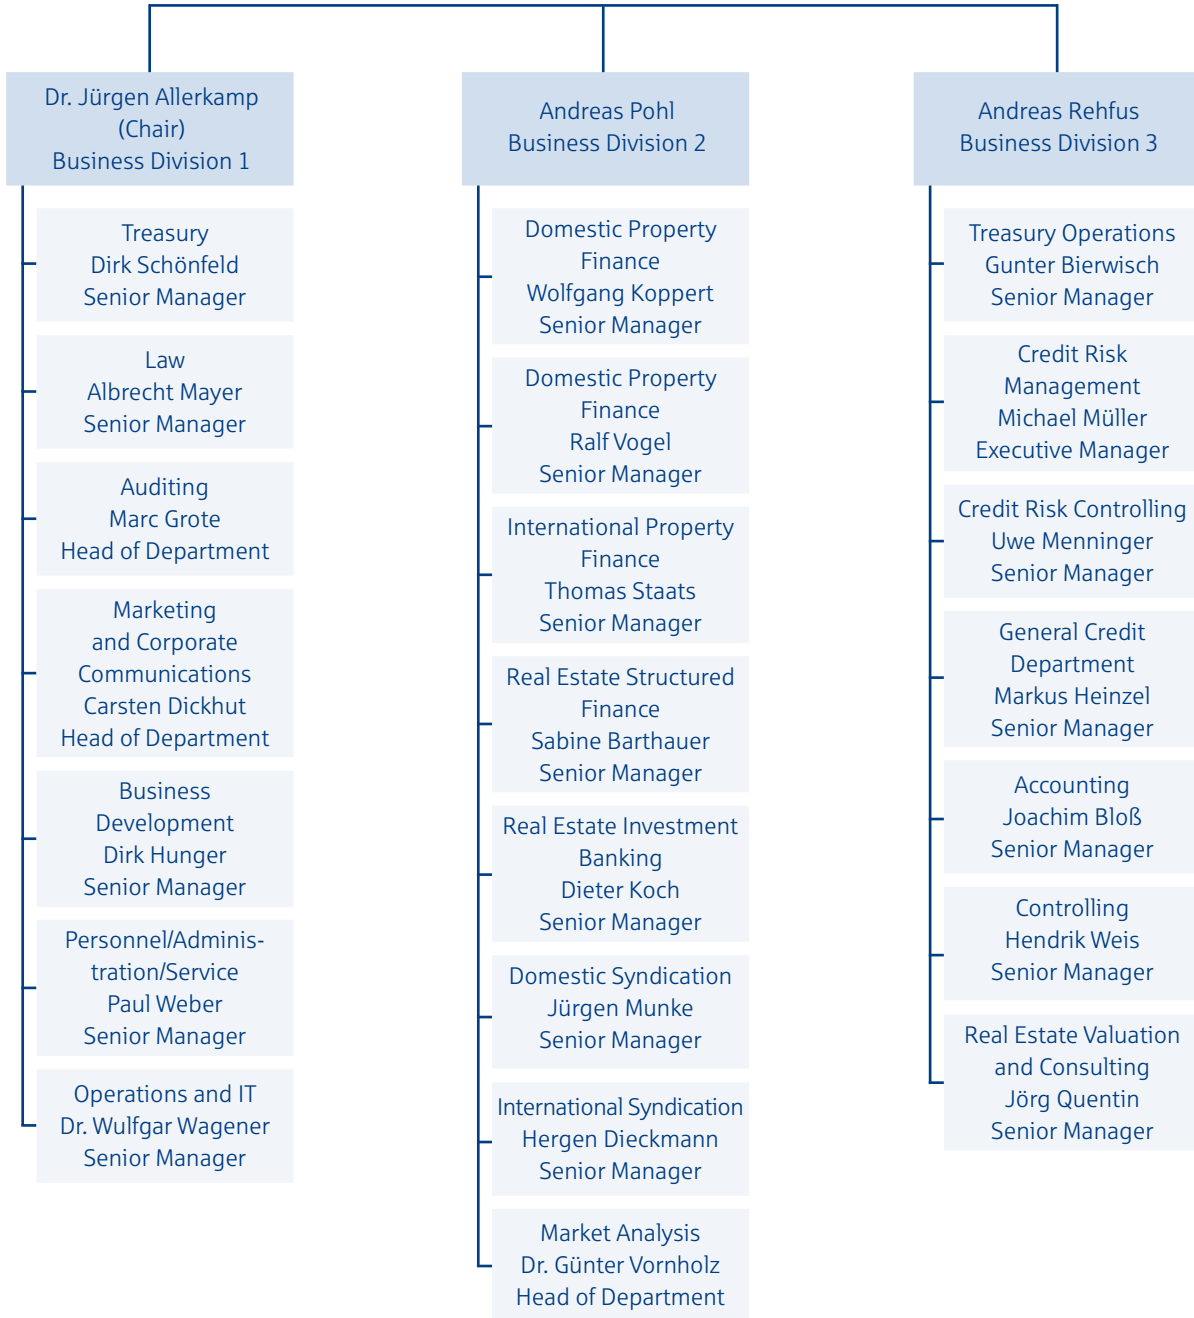 Dr. Jürgen Allerkamp
(Chair)
Business Division 1
Treasury
Dirk Schönfeld
Senior Manager
Law
Albrecht Mayer
Senior Manager
Auditing
Marc Grote
Head of Department
Marketing
and Corporate
Communications
Carsten Dickhut
Head of Department
Business
Development
Dirk Hunger
Senior Manager
Personnel/Adminis-
tration/Service
Paul Weber
Senior Manager
Operations and IT
Dr. Wulfgar Wagener
Senior Manager
Andreas Pohl
Business Division 2
Domestic Property
Finance
Wolfgang Koppert
Senior Manager
Domestic Property
Finance
Ralf Vogel
Senior Manager
International Property
Finance
Thomas Staats
Senior Manager
Real Estate Structured
Finance
Sabine Barthauer
Senior Manager
Real Estate Investment
Banking
Dieter Koch
Senior Manager
Domestic Syndication
Jürgen Munke
Senior Manager
International Syndication
Hergen Dieckmann
Senior Manager
Market Analysis
Dr. Günter Vornholz
Head of Department
Andreas Rehfus
Business Division 3
Treasury Operations
Gunter Bierwisch
Senior Manager
Credit Risk
Management
Michael Müller
Executive Manager
Credit Risk Controlling
Uwe Menninger
Senior Manager
General Credit
Department
Markus Heinzel
Senior Manager
Accounting
Joachim Bloß
Senior Manager
Controlling
Hendrik Weis
Senior Manager
Real Estate Valuation
and Consulting
Jörg Quentin
Senior Manager